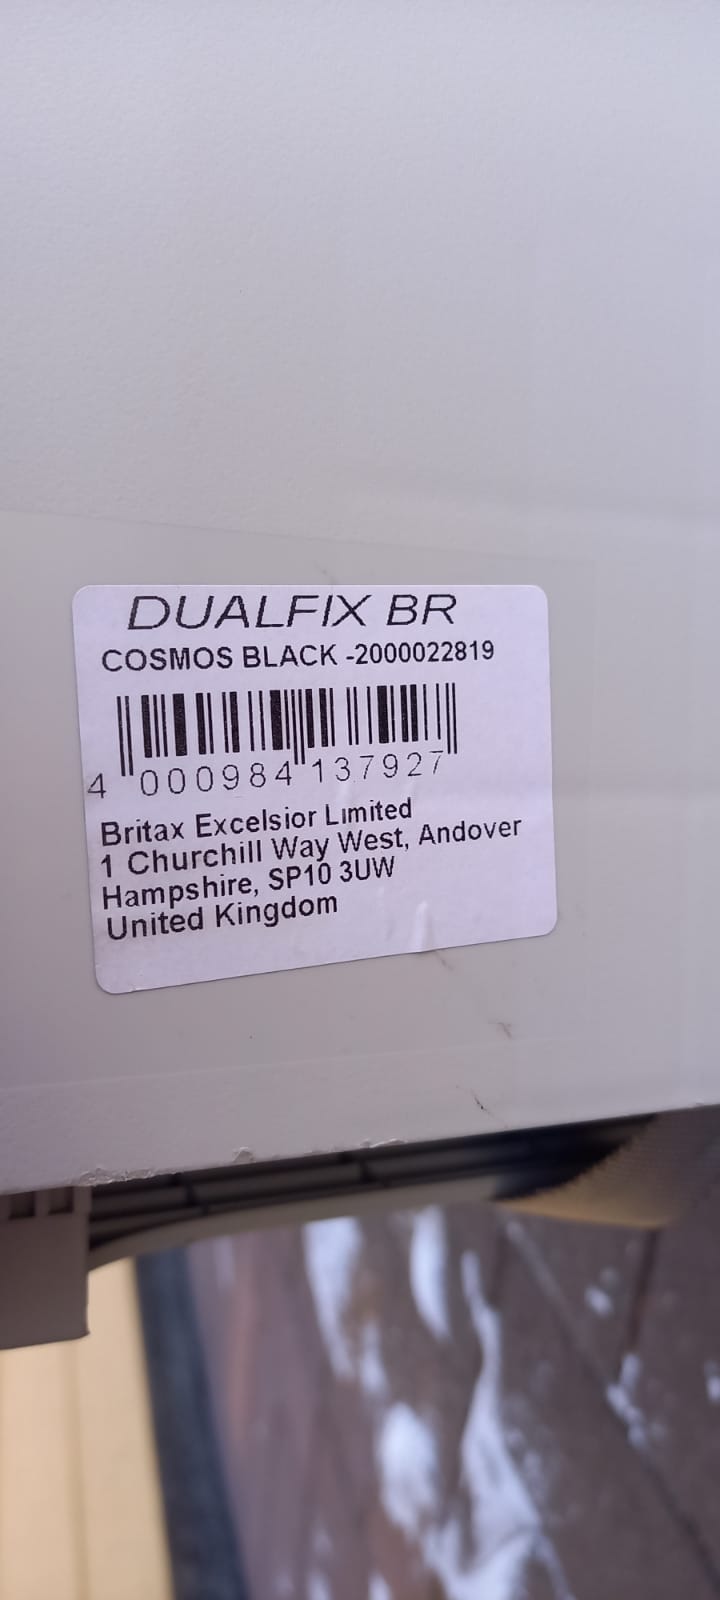 DUALFIX BR
COSMOS BLACK -2000022819
4 000984 137927
Britax Excelsior Limited
1 Churchill Way West, Andover
Hampshire, SP10 3UW
United Kingdom